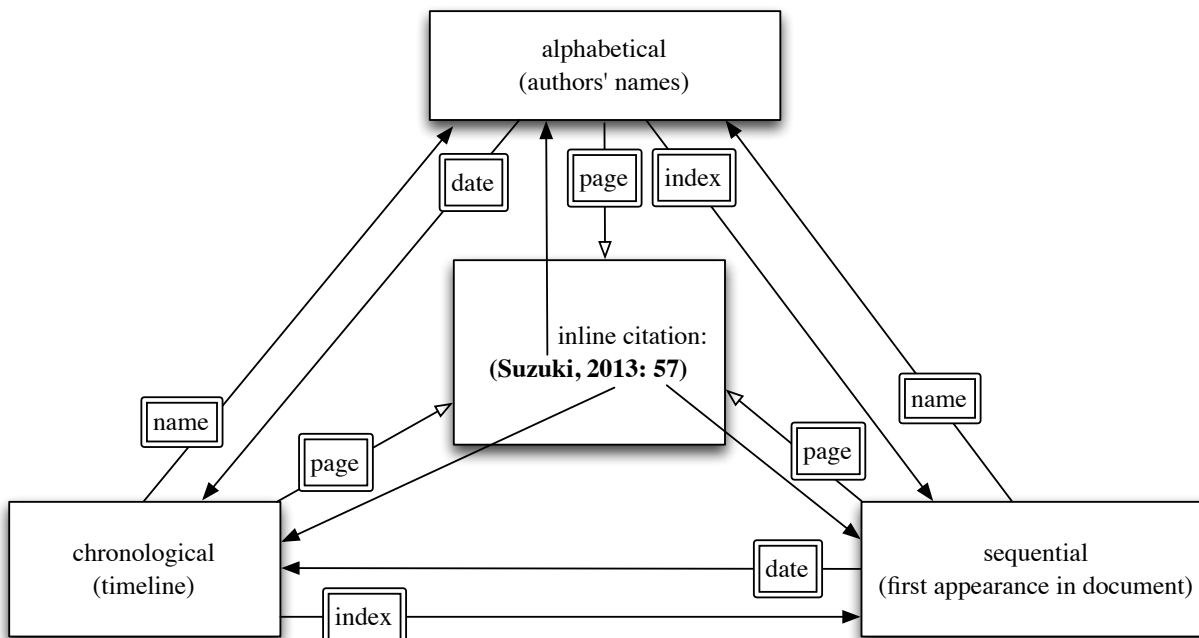 alphabetical
(authors' names)
date
page
index
inline citation:
(Suzuki, 2013: 57)
name
name
page
page
chronological
(timeline)
sequential
(first appearance in document)
date
index